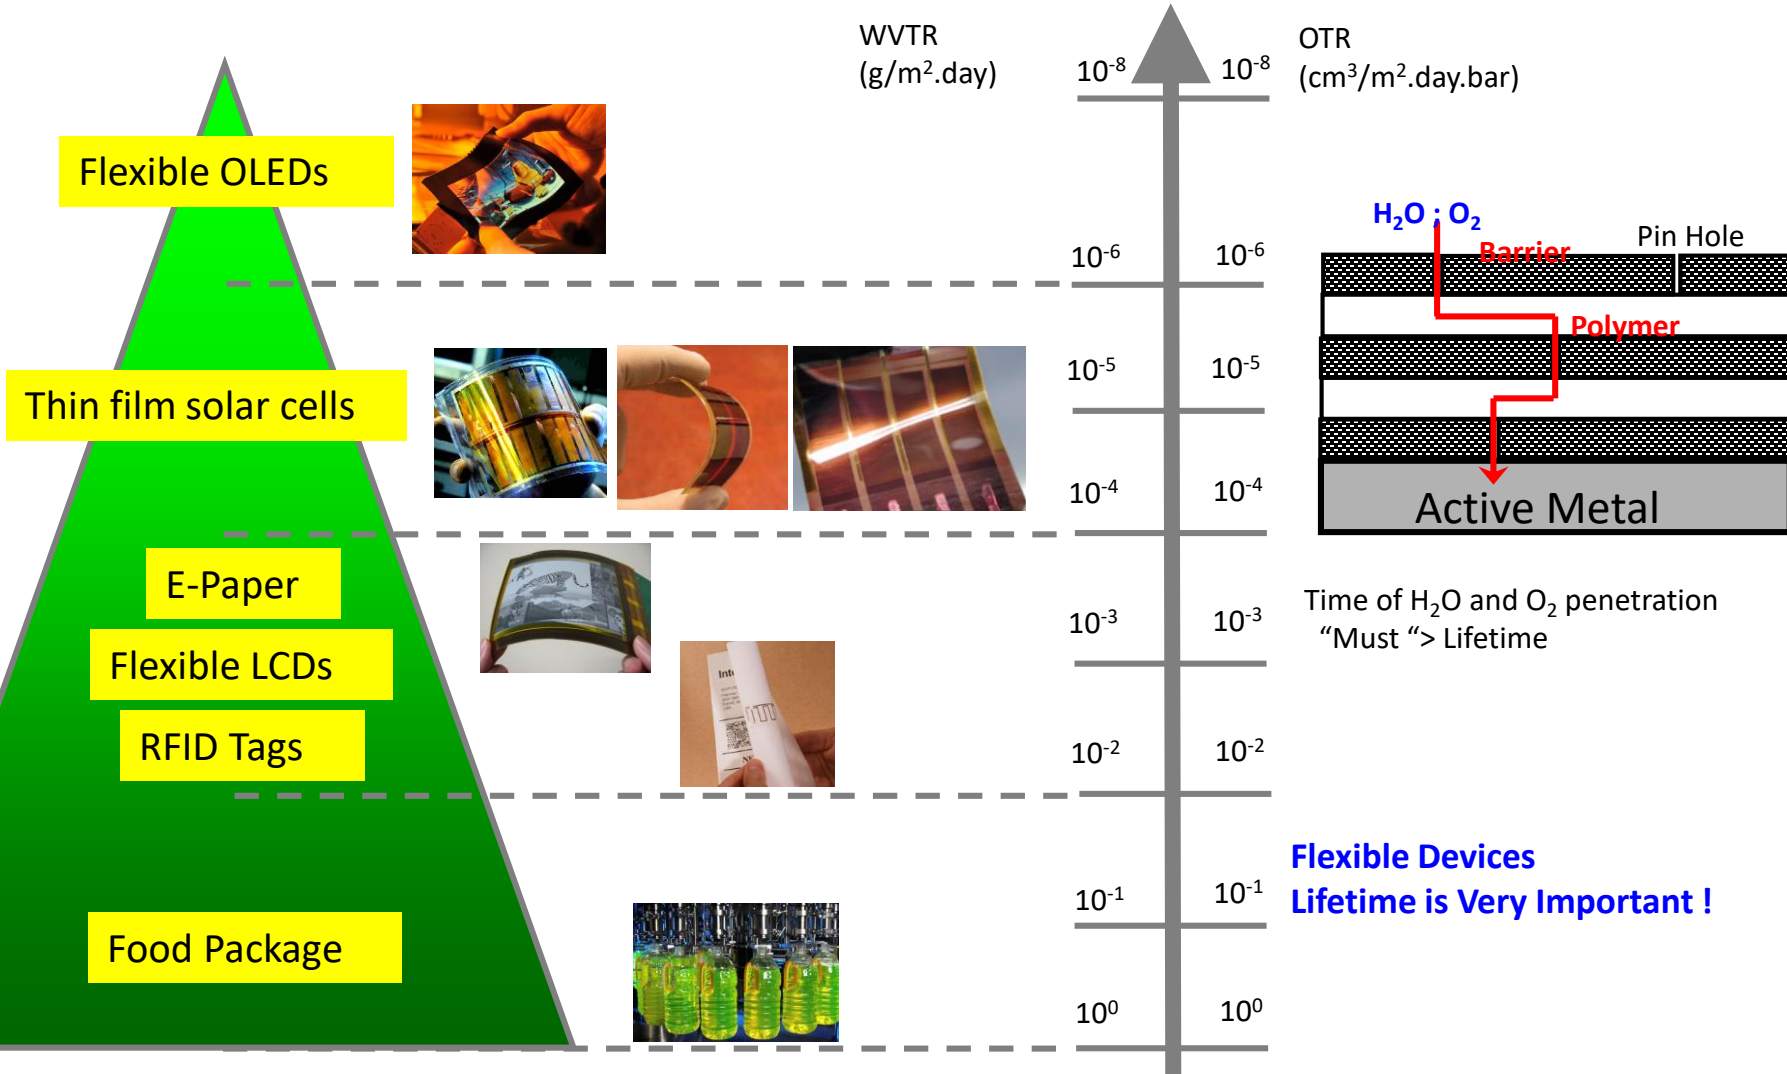 WVTR
(g/m².day)
OTR
(cm³/m².day.bar)
10⁻⁸ 10⁻⁸
Flexible OLEDs
H₂O ; O₂
Barrier
Pin Hole
10⁻⁶ 10⁻⁶
Polymer
10⁻⁵ 10⁻⁵
Thin film solar cells
10⁻⁴ 10⁻⁴
Active Metal
E-Paper
Time of H₂O and O₂ penetration
“Must “> Lifetime
10⁻³ 10⁻³
Flexible LCDs
RFID Tags
10⁻² 10⁻²
Flexible Devices
Lifetime is Very Important !
10⁻¹ 10⁻¹
Food Package
10⁰ 10⁰